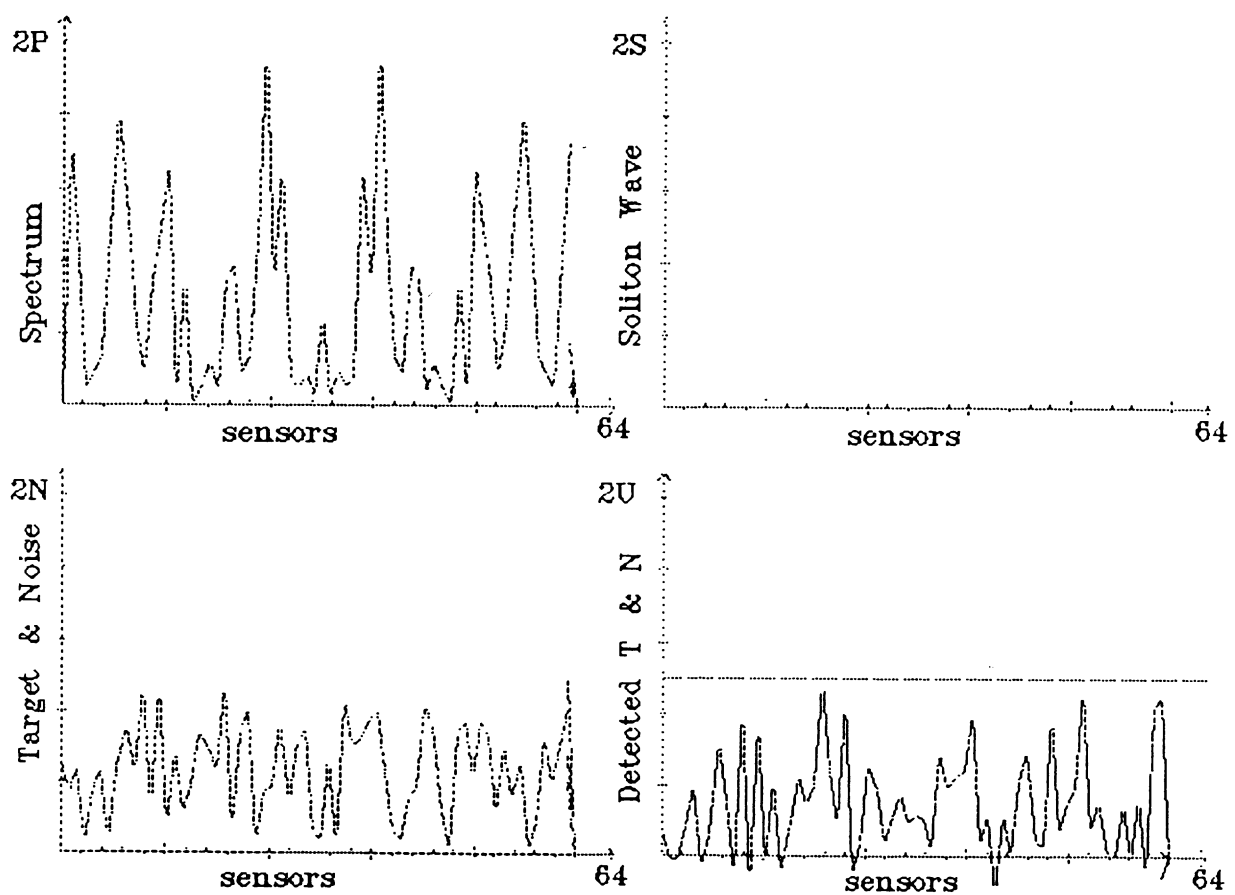 2P
Spectrum
sensors 64
2S
Soliton Wave
sensors 64
2N
Target & Noise
sensors 64
2U
Detected T & N
sensors 64